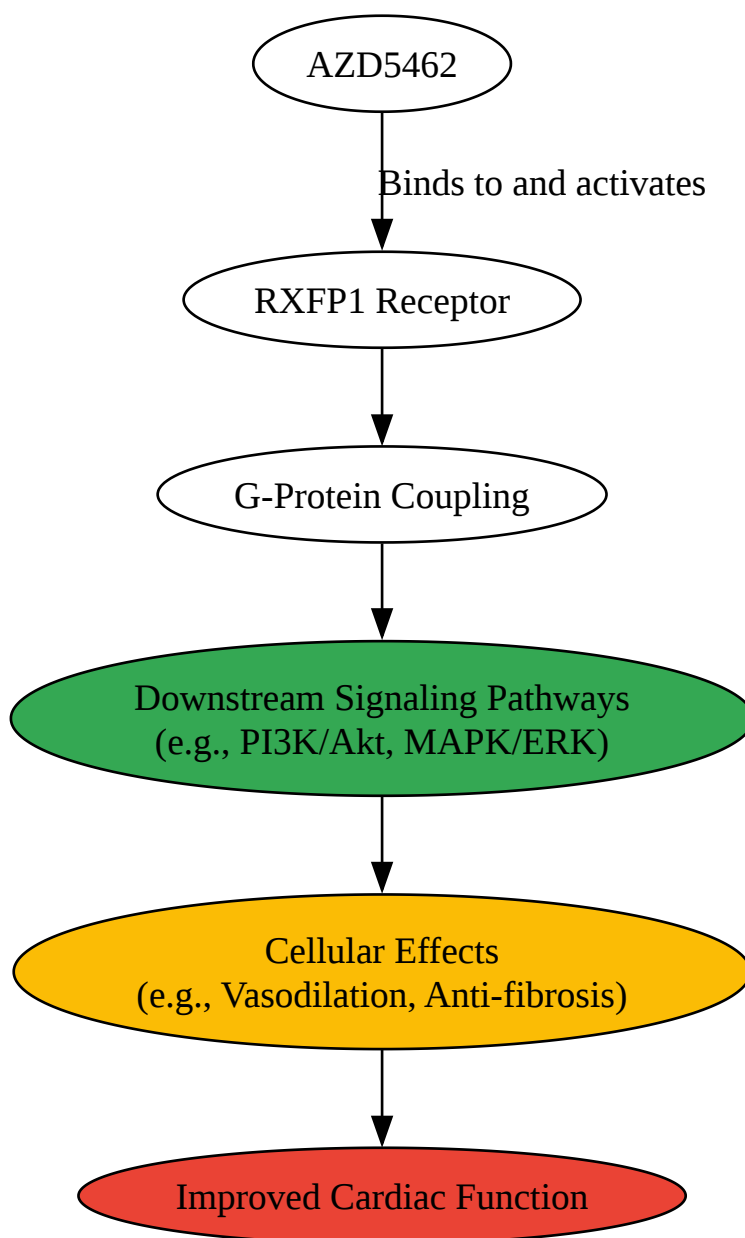 AZD5462
Binds to and activates
RXFP1 Receptor
G-Protein Coupling
Downstream Signaling Pathways
(e.g., PI3K/Akt, MAPK/ERK)
Cellular Effects
(e.g., Vasodilation, Anti-fibrosis)
Improved Cardiac Function